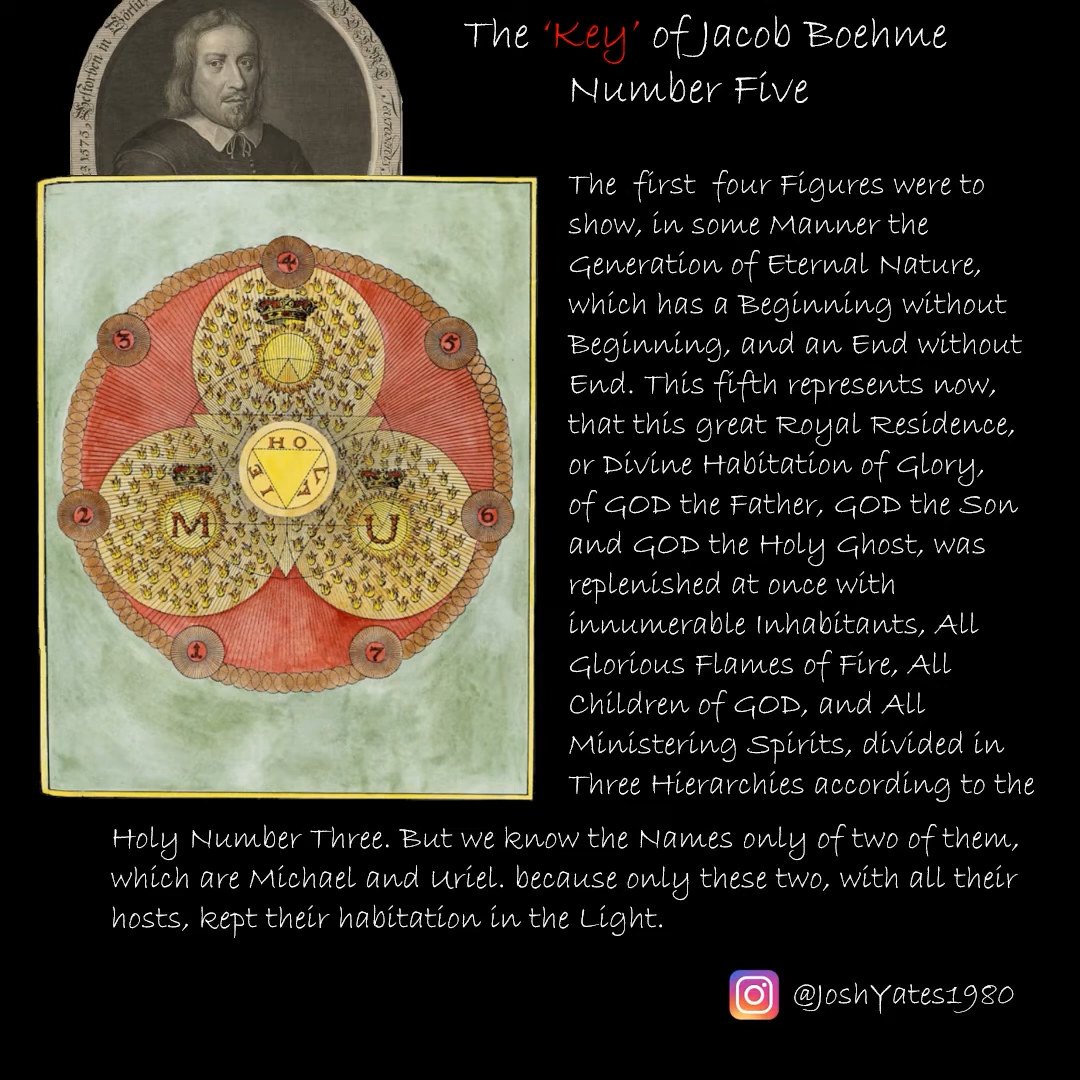 Gestorben in Görlitz
1575,
The 'Key' of Jacob Boehme
Number Five
The first four Figures were to
show, in some Manner the
Generation of Eternal Nature,
which has a Beginning without
Beginning, and an End without
End. This fifth represents now,
that this great Royal Residence,
or Divine Habitation of Glory,
of GOD the Father, GOD the Son
and GOD the Holy Ghost, was
replenished at once with
innumerable Inhabitants, All
Glorious Flames of Fire, All
Children of GOD, and All
Ministering Spirits, divided in
Three Hierarchies according to the
Holy Number Three. But we know the Names only of two of them,
which are Michael and Uriel. because only these two, with all their
hosts, kept their habitation in the Light.
4
3
5
IE HO VA
2
M
U
6
1
7
@JoshYates1980